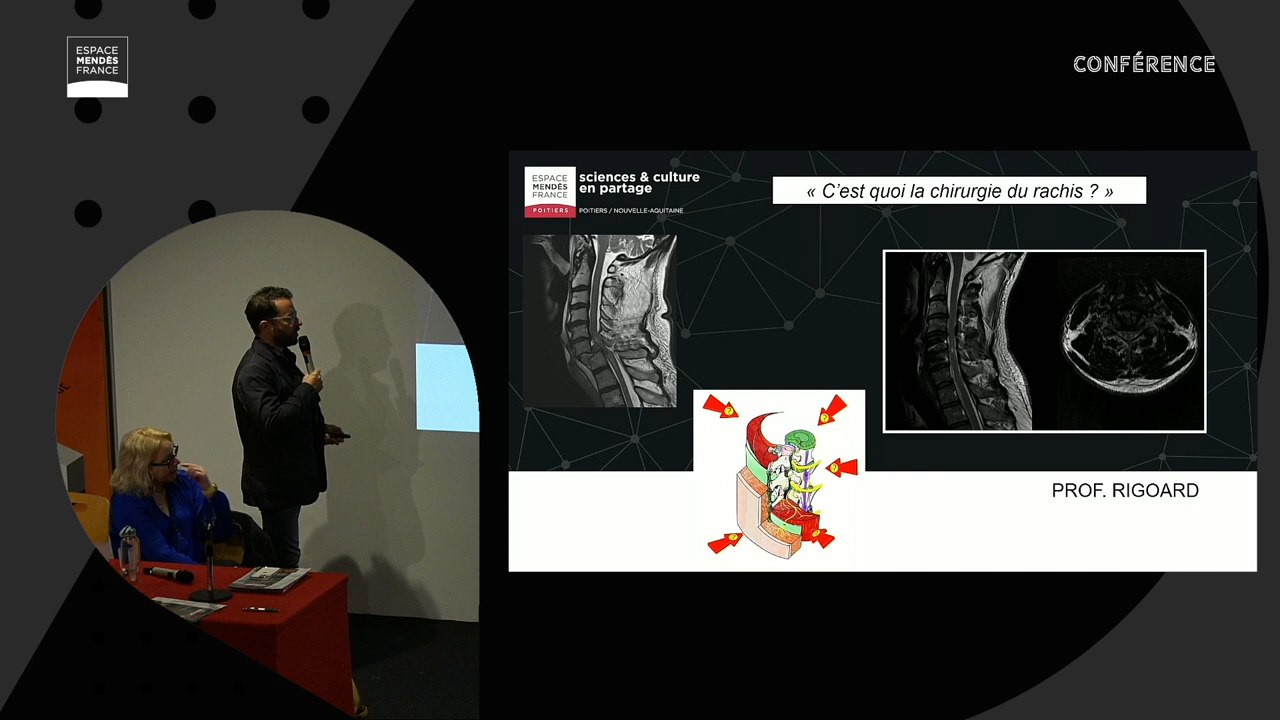 ESPACE
MENDÈS
FRANCE
CONFÉRENCE
ESPACE
MENDÈS
FRANCE
POITIERS
sciences & culture
en partage
POITIERS / NOUVELLE-AQUITAINE
« C'est quoi la chirurgie du rachis ? »
?
?
?
?
?
PROF. RIGOARD